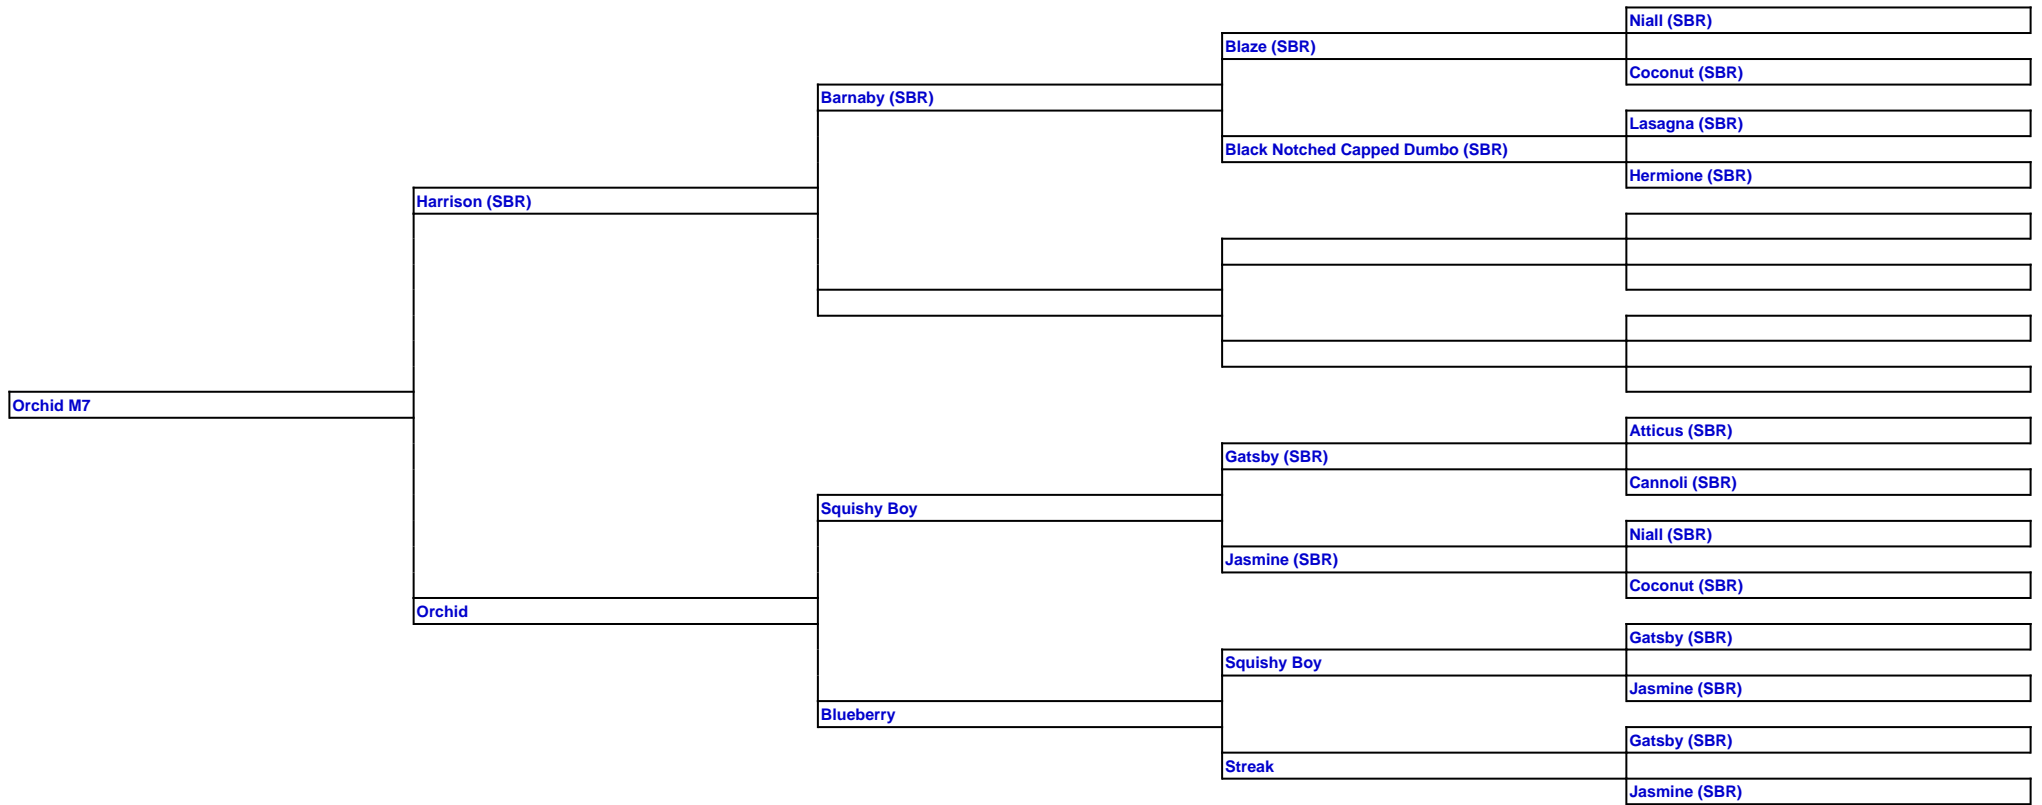 Niall (SBR)
Blaze (SBR)
Coconut (SBR)
Barnaby (SBR)
Lasagna (SBR)
Black Notched Capped Dumbo (SBR)
Hermione (SBR)
Harrison (SBR)
Orchid M7
Atticus (SBR)
Gatsby (SBR)
Cannoli (SBR)
Squishy Boy
Niall (SBR)
Jasmine (SBR)
Coconut (SBR)
Orchid
Gatsby (SBR)
Squishy Boy
Jasmine (SBR)
Blueberry
Gatsby (SBR)
Streak
Jasmine (SBR)